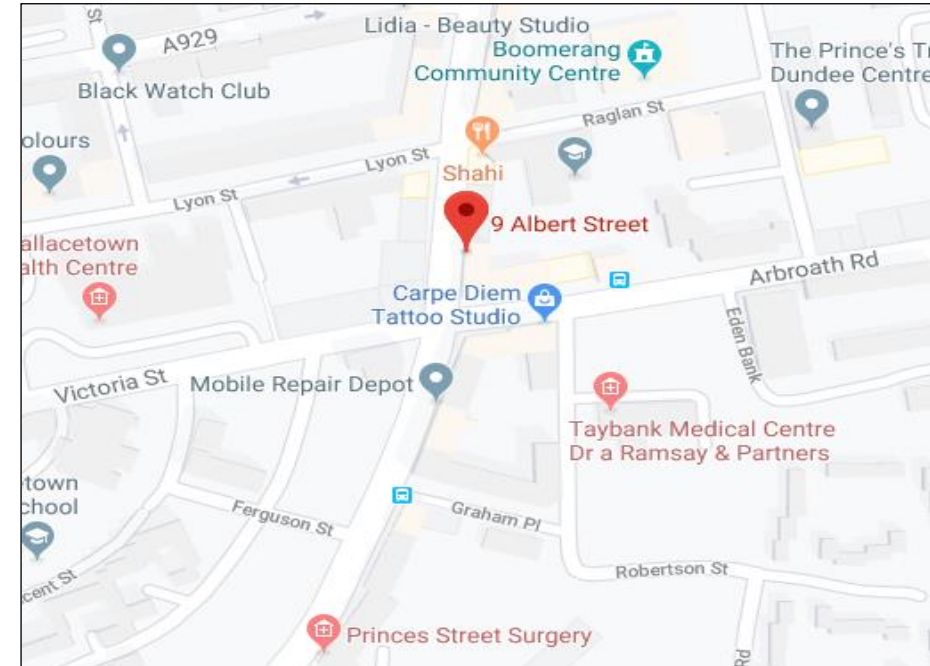 St
A929
Lidia - Beauty Studio
Boomerang
Community Centre
The Prince's Tr
Dundee Centre
Black Watch Club
Raglan St
olours
Lyon St
Shahi
Lyon St
9 Albert Street
allacetown
alth Centre
Arbroath Rd
Carpe Diem
Tattoo Studio
Eden Bank
Victoria St
Mobile Repair Depot
Taybank Medical Centre
Dr a Ramsay & Partners
town
chool
Ferguson St
Graham Pl
cent St
Robertson St
Princes Street Surgery